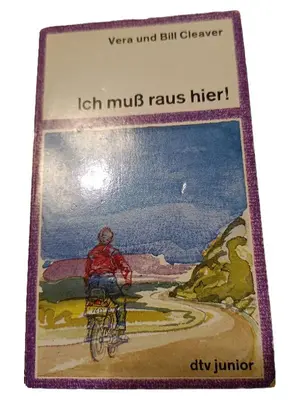 Vera und Bill Cleaver
Ich muß raus hier!
dtv junior